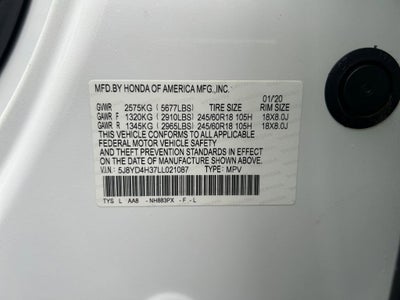 MFD.BY HONDA OF AMERICA MFG.,INC. 01/20
GVWR 2575KG (5677LBS) TIRE SIZE RIM SIZE
GAWR F 1320KG (2910LBS) 245/60R18 105H 18X8.0J
GAWR R 1345KG (2965LBS) 245/60R18 105H 18X8.0J
THIS VEHICLE CONFORMS TO ALL APPLICABLE
FEDERAL MOTOR VEHICLE SAFETY AND
THEFT PREVENTION STANDARDS IN EFFECT ON THE
DATE OF MANUFACTURE SHOWN ABOVE.
V.I.N: 5J8YD4H37LL021087 TYPE: MPV
TYS L AA8 - NH883PX - F - L